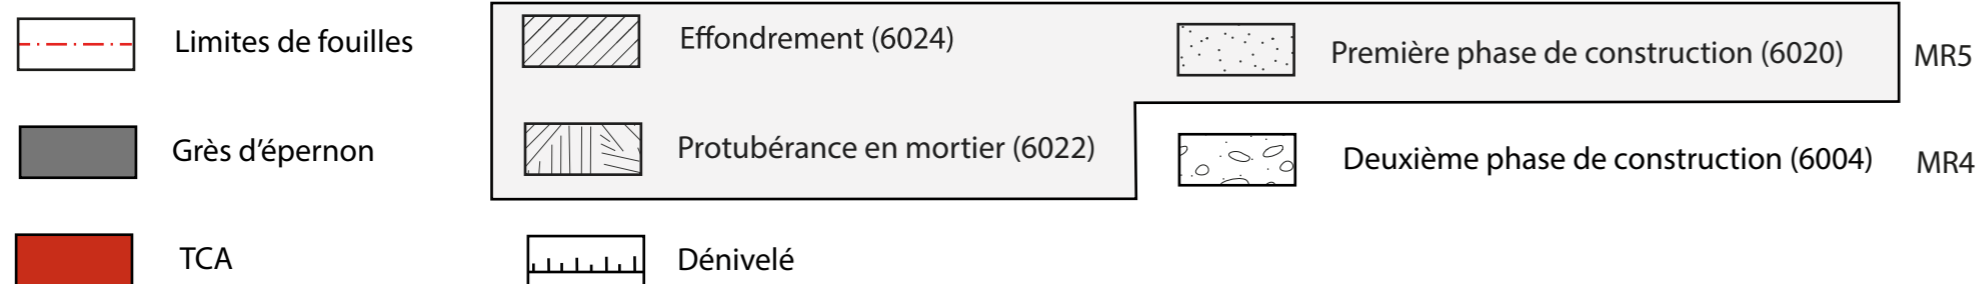 Limites de fouilles
Effondrement (6024)
Première phase de construction (6020)
MR5
Grès d'épernon
Protubérance en mortier (6022)
Deuxième phase de construction (6004)
MR4
TCA
Dénivelé